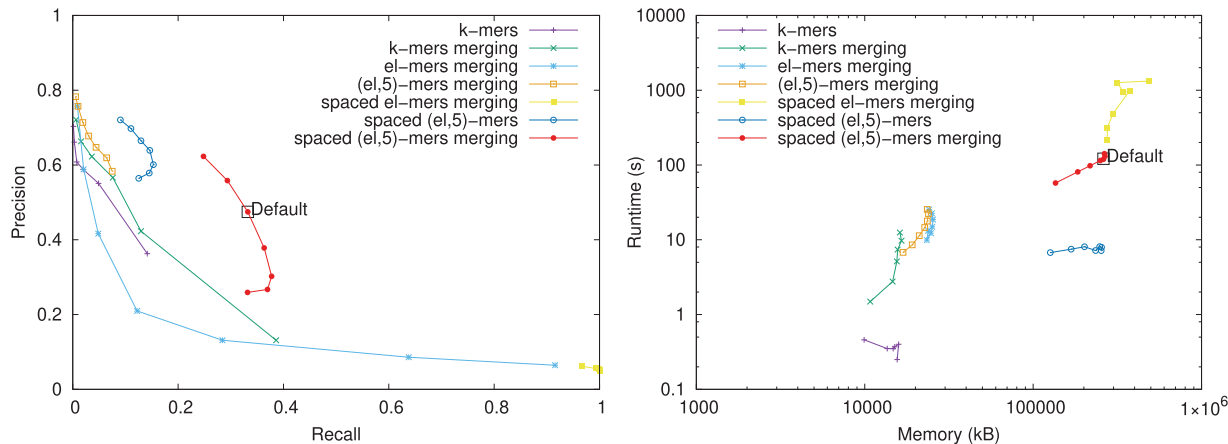 1
0.8
0.6
0.4
0.2
0
0 0.2 0.4 0.6 0.8 1
Precision
Recall
k−mers
k−mers merging
el−mers merging
(el,5)−mers merging
spaced el−mers merging
spaced (el,5)−mers
spaced (el,5)−mers merging
Default
10000
1000
100
10
1
0.1
1000 10000 100000 1×10⁶
Runtime (s)
Memory (kB)
k−mers
k−mers merging
el−mers merging
(el,5)−mers merging
spaced el−mers merging
spaced (el,5)−mers
spaced (el,5)−mers merging
Default